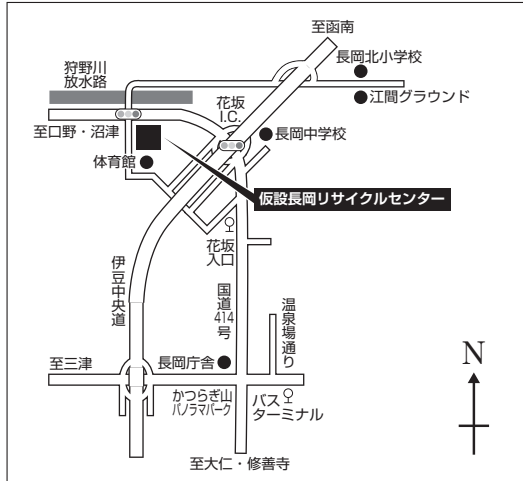 至函南
長岡北小学校
狩野川
放水路
花坂
I.C.
江間グラウンド
至口野・沼津
長岡中学校
体育館
仮設長岡リサイクルセンター
花坂
入口
伊豆中央道
国道414号
温泉場通り
至三津
長岡庁舎
かつらぎ山
パノラマパーク
バス
ターミナル
至大仁・修善寺
N